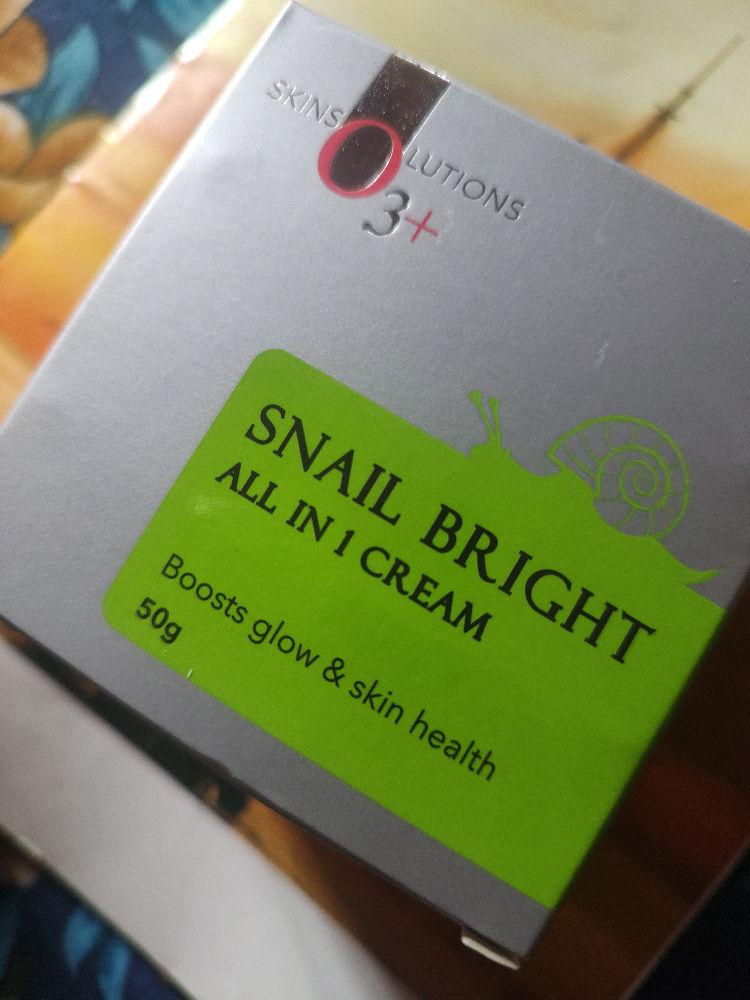 SKINSOLUTIONS
O3+
SNAIL BRIGHT
ALL IN 1 CREAM
Boosts glow & skin health
50g